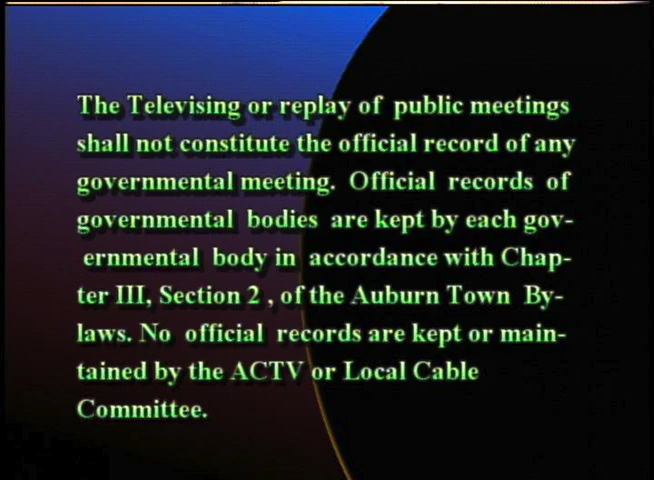 The Televising or replay of public meetings
shall not constitute the official record of any
governmental meeting. Official records of
governmental bodies are kept by each gov-
ernmental body in accordance with Chap-
ter III, Section 2 , of the Auburn Town By-
laws. No official records are kept or main-
tained by the ACTV or Local Cable
Committee.